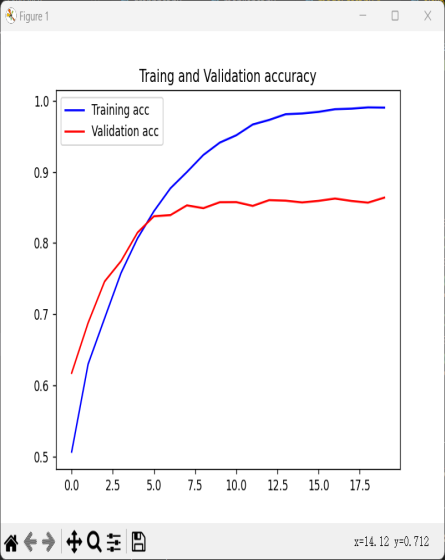 Figure 1
Traing and Validation accuracy
Training acc
Validation acc
1.0
0.9
0.8
0.7
0.6
0.5
0.0 2.5 5.0 7.5 10.0 12.5 15.0 17.5
x=14.12 y=0.712